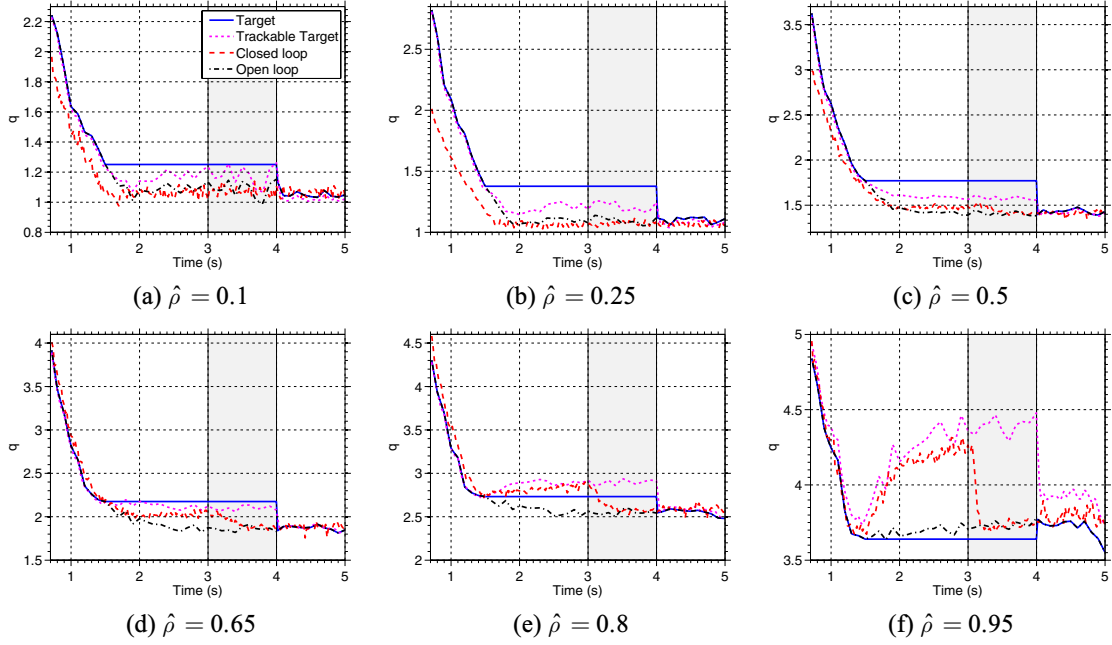 2.2
2
1.8
1.6
1.4
1.2
1
0.8
q
1 2 3 4 5
Time (s)
Target
Trackable Target
Closed loop
Open loop
(a) ρ̂ = 0.1
2.5
2
1.5
1
q
1 2 3 4 5
Time (s)
(b) ρ̂ = 0.25
3.5
3
2.5
2
1.5
q
1 2 3 4 5
Time (s)
(c) ρ̂ = 0.5
4
3.5
3
2.5
2
1.5
q
1 2 3 4 5
Time (s)
(d) ρ̂ = 0.65
4.5
4
3.5
3
2.5
2
q
1 2 3 4 5
Time (s)
(e) ρ̂ = 0.8
5
4.5
4
3.5
q
1 2 3 4 5
Time (s)
(f) ρ̂ = 0.95